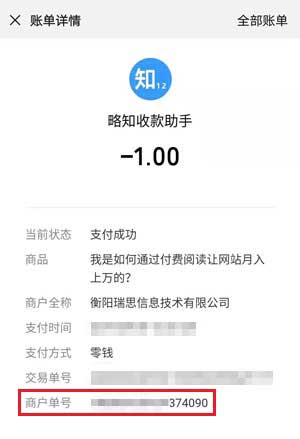 × 账单详情 全部账单
知12
略知收款助手
-1.00
当前状态 支付成功
商品 我是如何通过付费阅读让网站月入
上万的?
商户全称 衡阳瑞思信息技术有限公司
支付时间
支付方式 零钱
交易单号
商户单号 374090